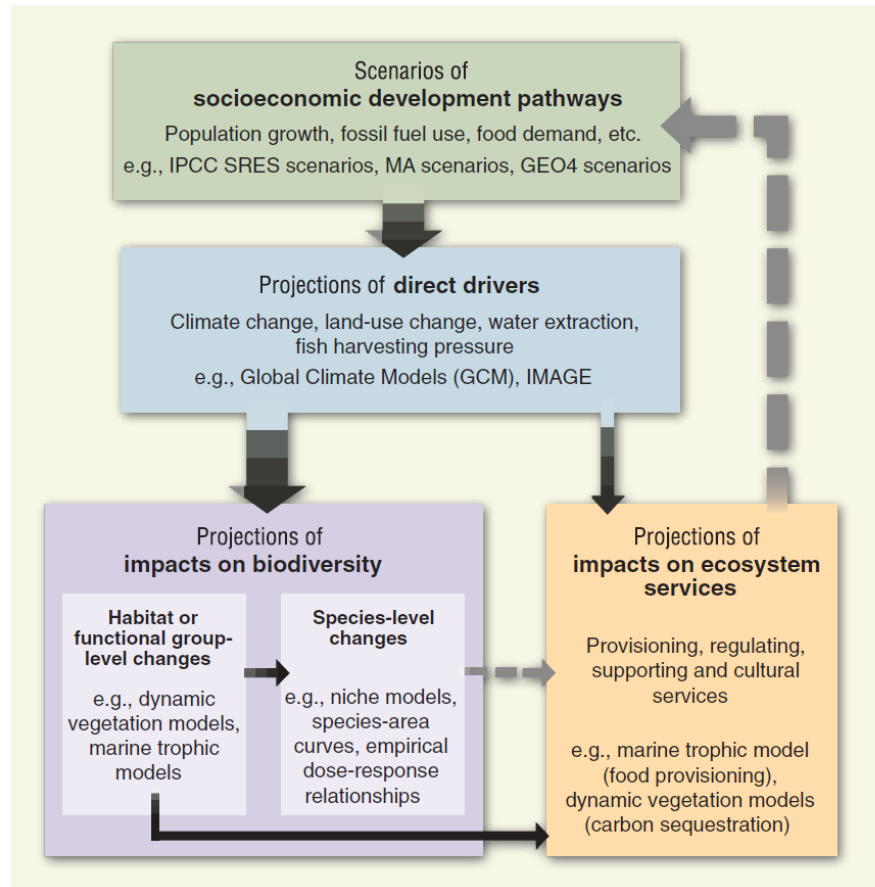 Scenarios of
socioeconomic development pathways
Population growth, fossil fuel use, food demand, etc.
e.g., IPCC SRES scenarios, MA scenarios, GEO4 scenarios
Projections of direct drivers
Climate change, land-use change, water extraction,
fish harvesting pressure
e.g., Global Climate Models (GCM), IMAGE
Projections of
impacts on biodiversity
Habitat or
functional group-
level changes
e.g., dynamic
vegetation models,
marine trophic
models
Species-level
changes
e.g., niche models,
species-area
curves, empirical
dose-response
relationships
Projections of
impacts on ecosystem
services
Provisioning, regulating,
supporting and cultural
services
e.g., marine trophic model
(food provisioning),
dynamic vegetation models
(carbon sequestration)